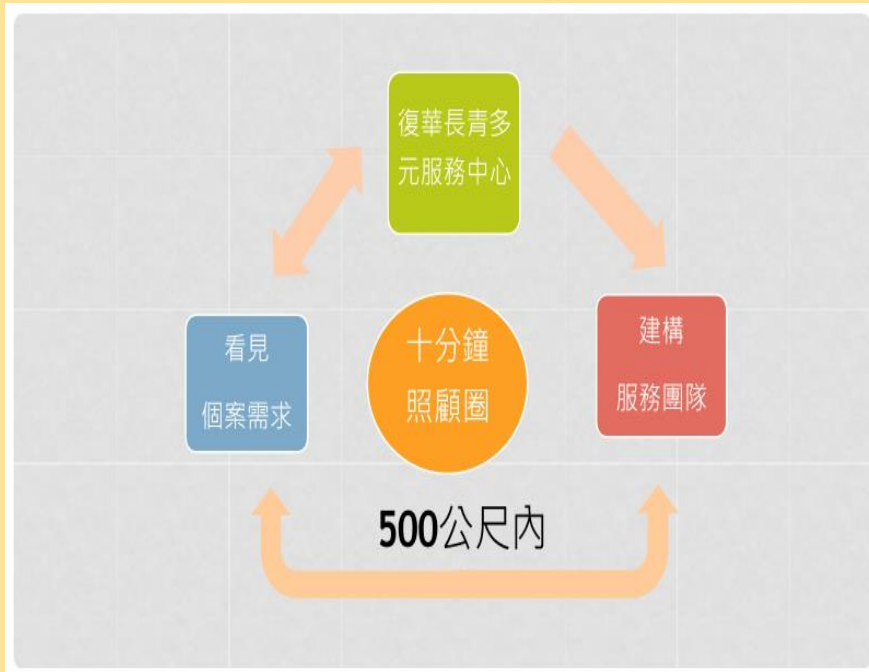 復華長青多
元服務中心
看見
個案需求
十分鐘
照顧圈
建構
服務團隊
500公尺內